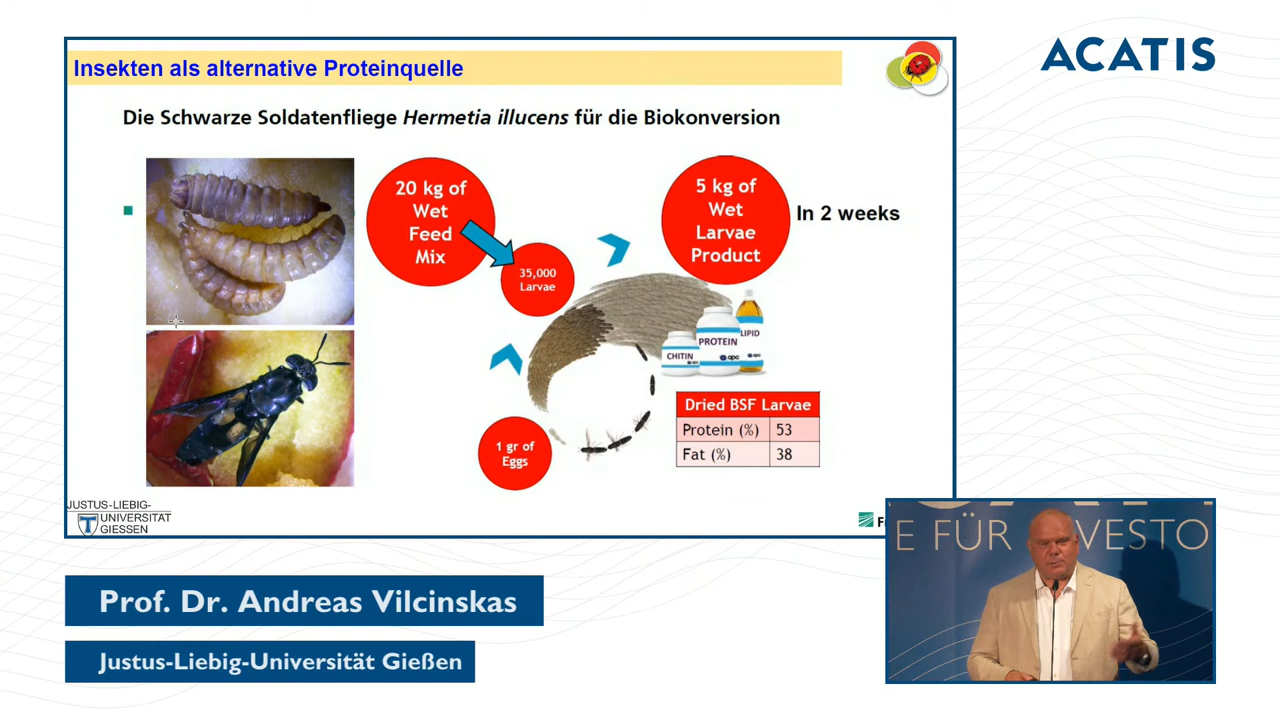 ACATIS
Insekten als alternative Proteinquelle
Die Schwarze Soldatenfliege Hermetia illucens für die Biokonversion
20 kg of
Wet
Feed
Mix
35,000
Larvae
5 kg of
Wet
Larvae
Product
In 2 weeks
CHITIN
PROTEIN
LIPID
apc
1 gr of
Eggs
Dried BSF Larvae
Protein (%) 53
Fat (%) 38
JUSTUS-LIEBIG-
UNIVERSITÄT
GIESSEN
E FÜR INVESTO
Prof. Dr. Andreas Vilcinskas
Justus-Liebig-Universität Gießen